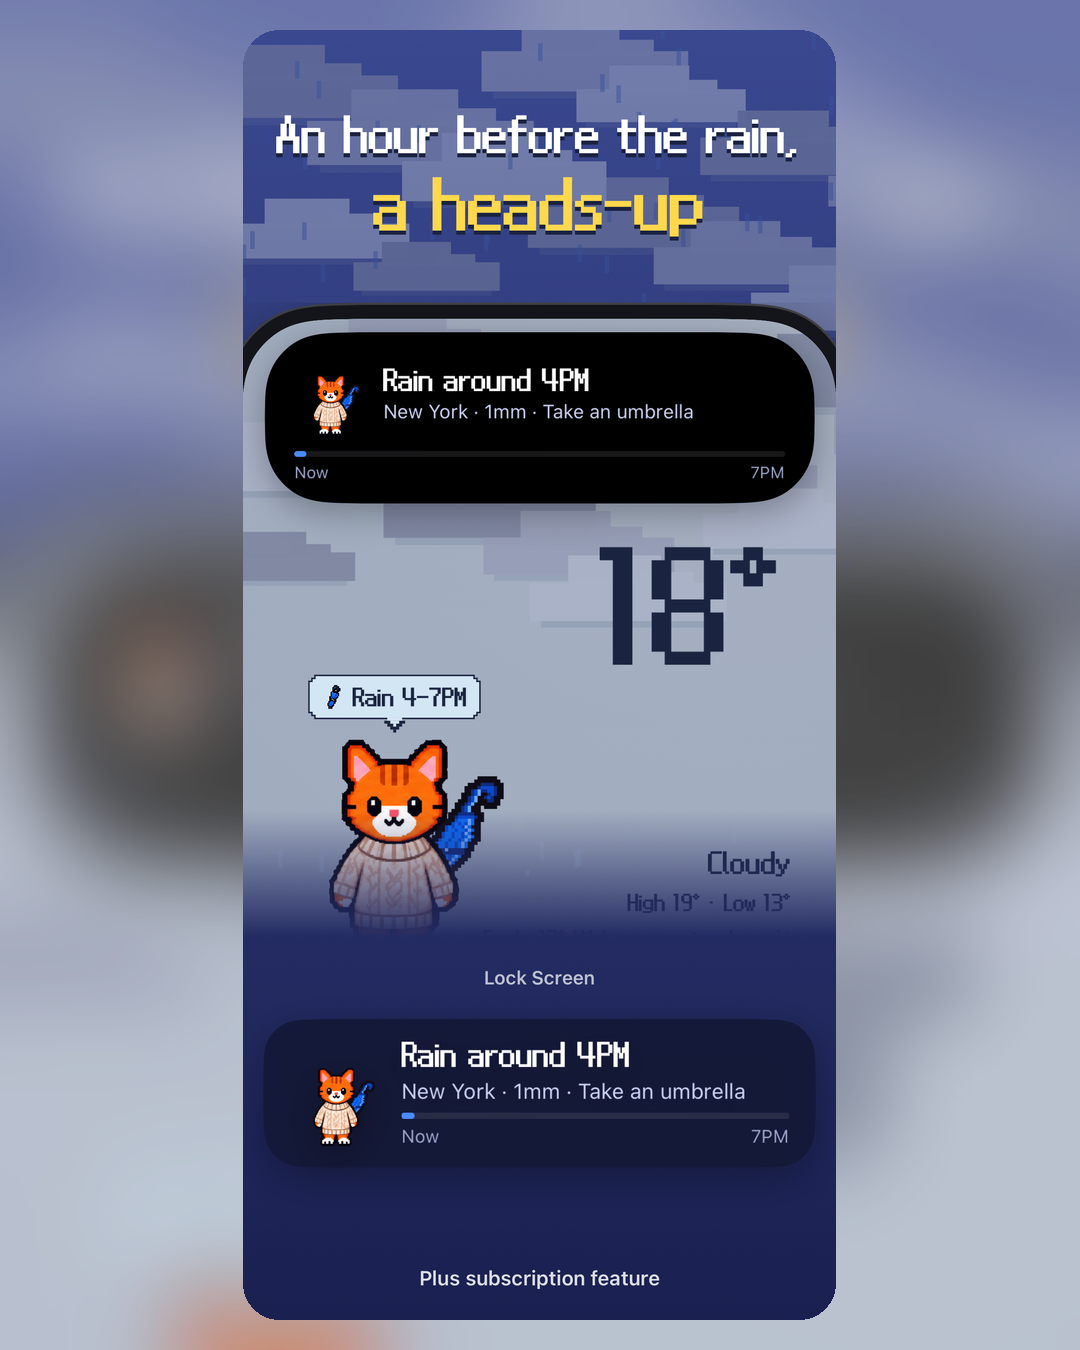 An hour before the rain,
a heads-up
Rain around 4PM
New York · 1mm · Take an umbrella
Now 7PM
18°
Rain 4-7PM
Cloudy
High 19° · Low 13°
Lock Screen
Rain around 4PM
New York · 1mm · Take an umbrella
Now 7PM
Plus subscription feature